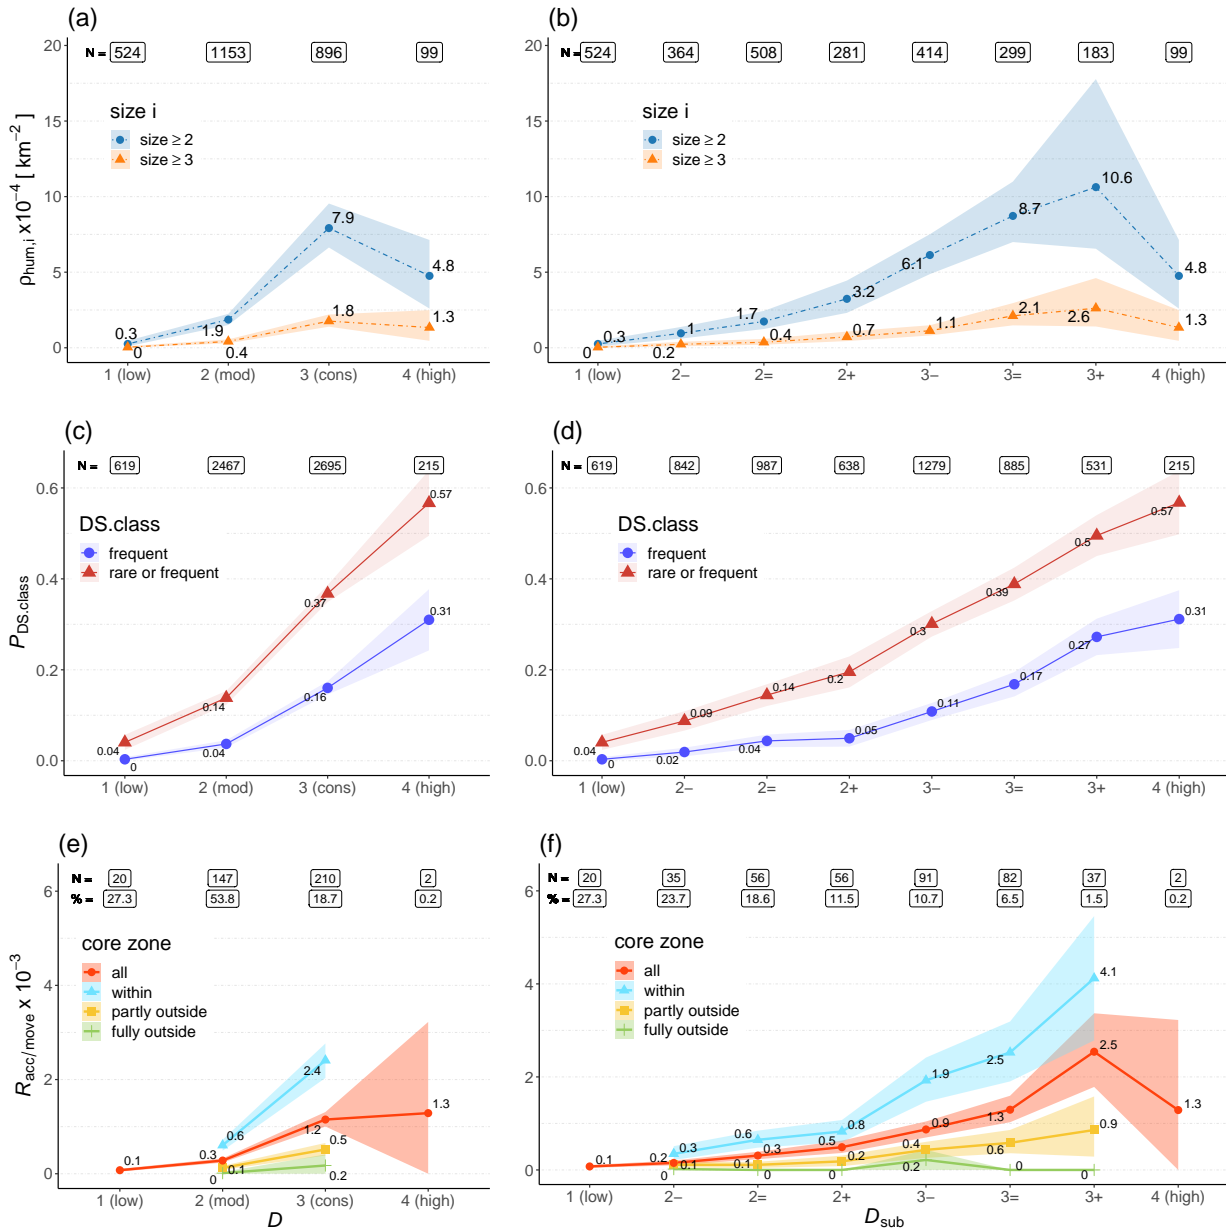 (a)
N = 524 1153 896 99
20
15
10
5
0
ρhum,i x10−4 [ km−2 ]
size i
size ≥ 2
size ≥ 3
0.3 1.9 7.9 4.8
0 0.4 1.8 1.3
1 (low) 2 (mod) 3 (cons) 4 (high)
(b)
N = 524 364 508 281 414 299 183 99
20
15
10
5
0
size i
size ≥ 2
size ≥ 3
0.3 1 1.7 3.2 6.1 8.7 10.6 4.8
0 0.2 0.4 0.7 1.1 2.1 2.6 1.3
1 (low) 2− 2= 2+ 3− 3= 3+ 4 (high)
(c)
N = 619 2467 2695 215
0.6
0.4
0.2
0.0
PDS.class
DS.class
frequent
rare or frequent
0.04 0.14 0.37 0.57
0 0.04 0.16 0.31
1 (low) 2 (mod) 3 (cons) 4 (high)
(d)
N = 619 842 987 638 1279 885 531 215
0.6
0.4
0.2
0.0
DS.class
frequent
rare or frequent
0.04 0.09 0.14 0.2 0.3 0.39 0.5 0.57
0 0.02 0.04 0.05 0.11 0.17 0.27 0.31
1 (low) 2− 2= 2+ 3− 3= 3+ 4 (high)
(e)
N = 20 147 210 2
% = 27.3 53.8 18.7 0.2
6
4
2
0
Racc/move x 10−3
core zone
all
within
partly outside
fully outside
0.6 2.4
0.1 0.3 1.2 1.3
0.1 0.5
0 0.2
1 (low) 2 (mod) 3 (cons) 4 (high)
D
(f)
N = 20 35 56 56 91 82 37 2
% = 27.3 23.7 18.6 11.5 10.7 6.5 1.5 0.2
6
4
2
0
core zone
all
within
partly outside
fully outside
0.3 0.6 0.8 1.9 2.5 4.1
0.1 0.2 0.3 0.5 0.9 1.3 2.5 1.3
0.1 0.1 0.2 0.4 0.6 0.9
0 0 0 0.2 0 0
1 (low) 2− 2= 2+ 3− 3= 3+ 4 (high)
Dsub